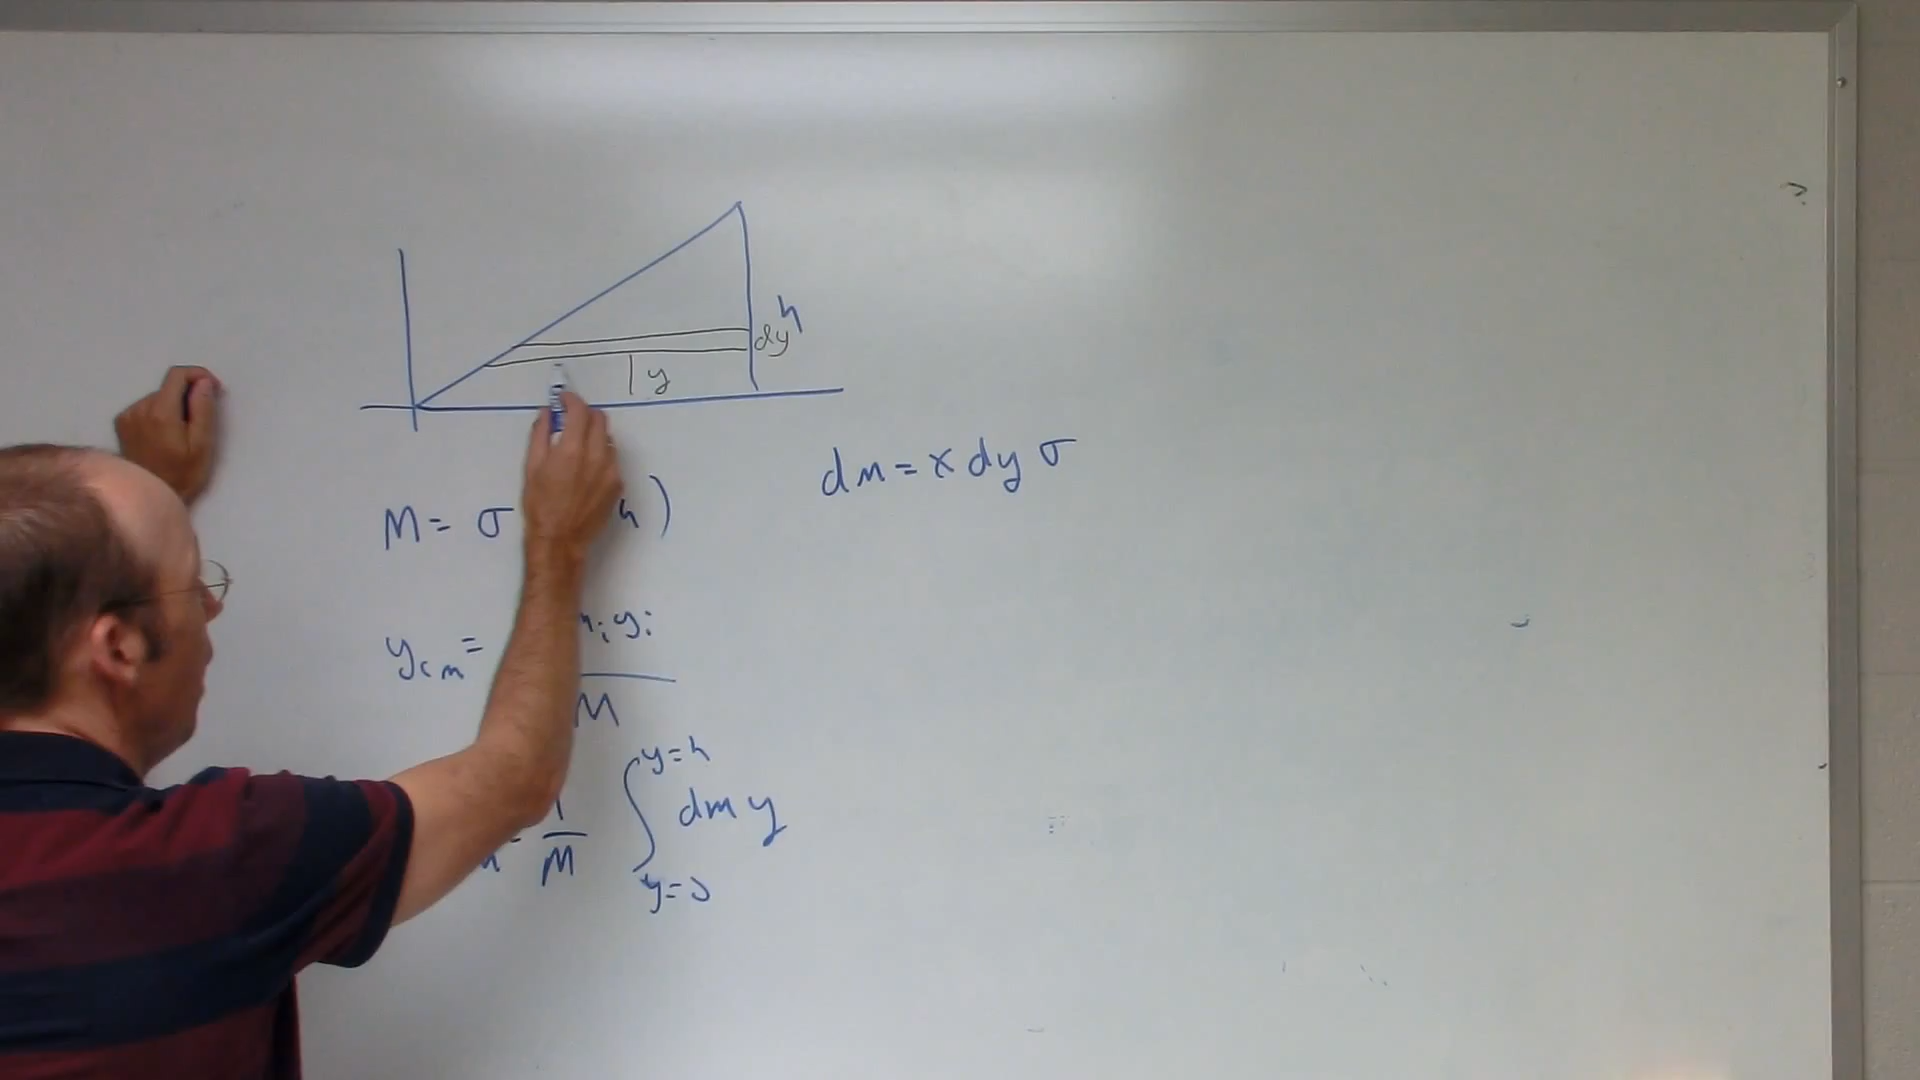 h
dy
y
dm = x dy σ
M = σ h )
y_cm = m_i y_i
M
y=h
= 1/M ∫ dm y
y=0